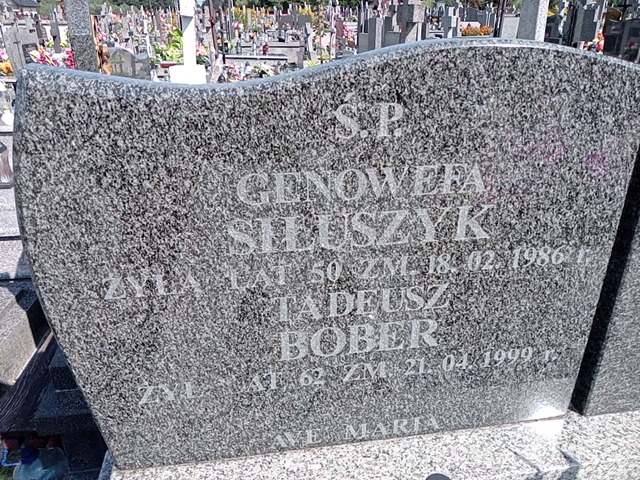 Ś.P.
GENOWEFA
SIŁUSZYK
ŻYŁA LAT 50 ZM. 18. 02. 1986 r.
TADEUSZ
BOBER
ŻYŁ LAT 62 ZM. 21. 04. 1999 r.
AVE MARIA